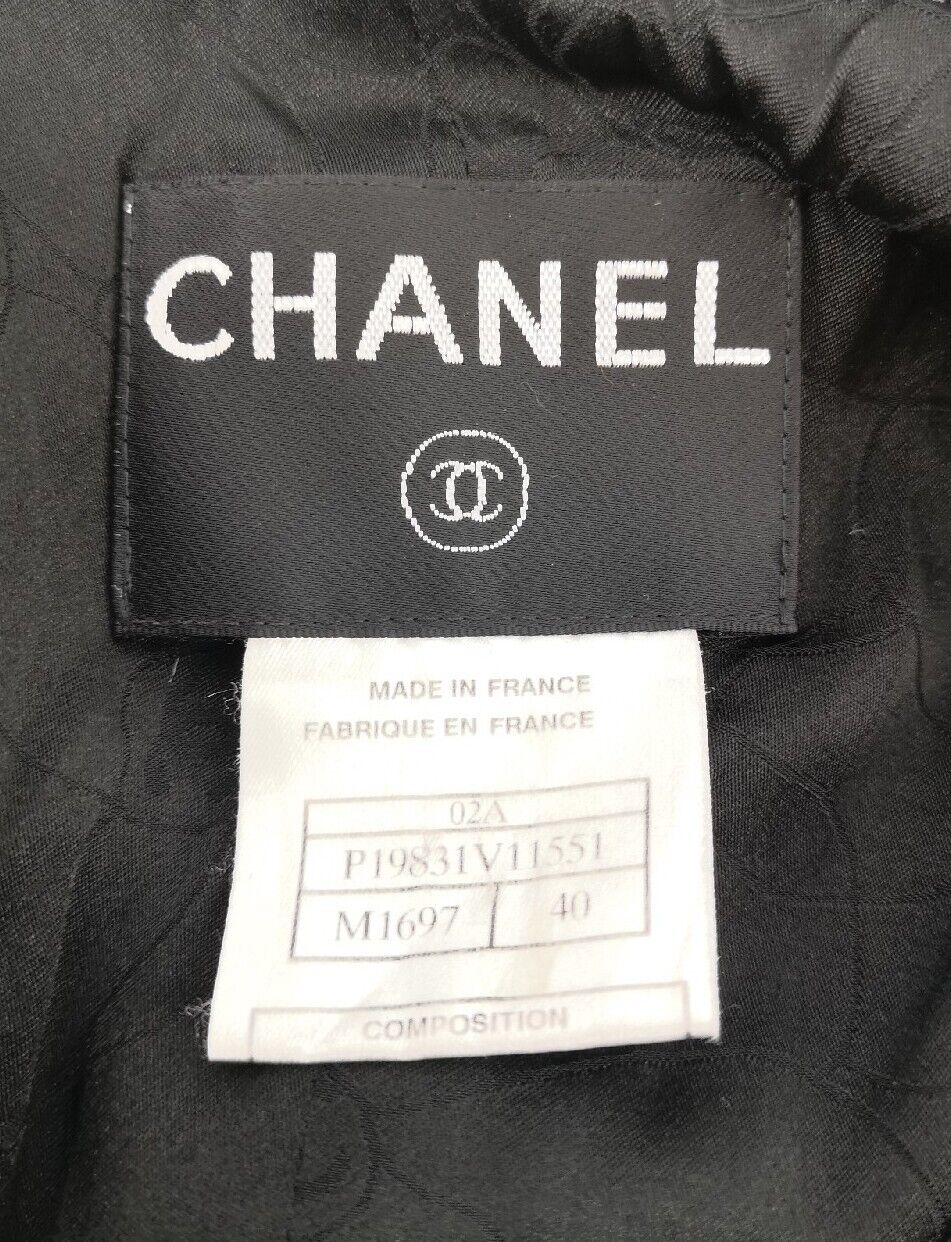 CHANEL
MADE IN FRANCE
FABRIQUE EN FRANCE
02A
P19831V11551
M1697 40
COMPOSITION